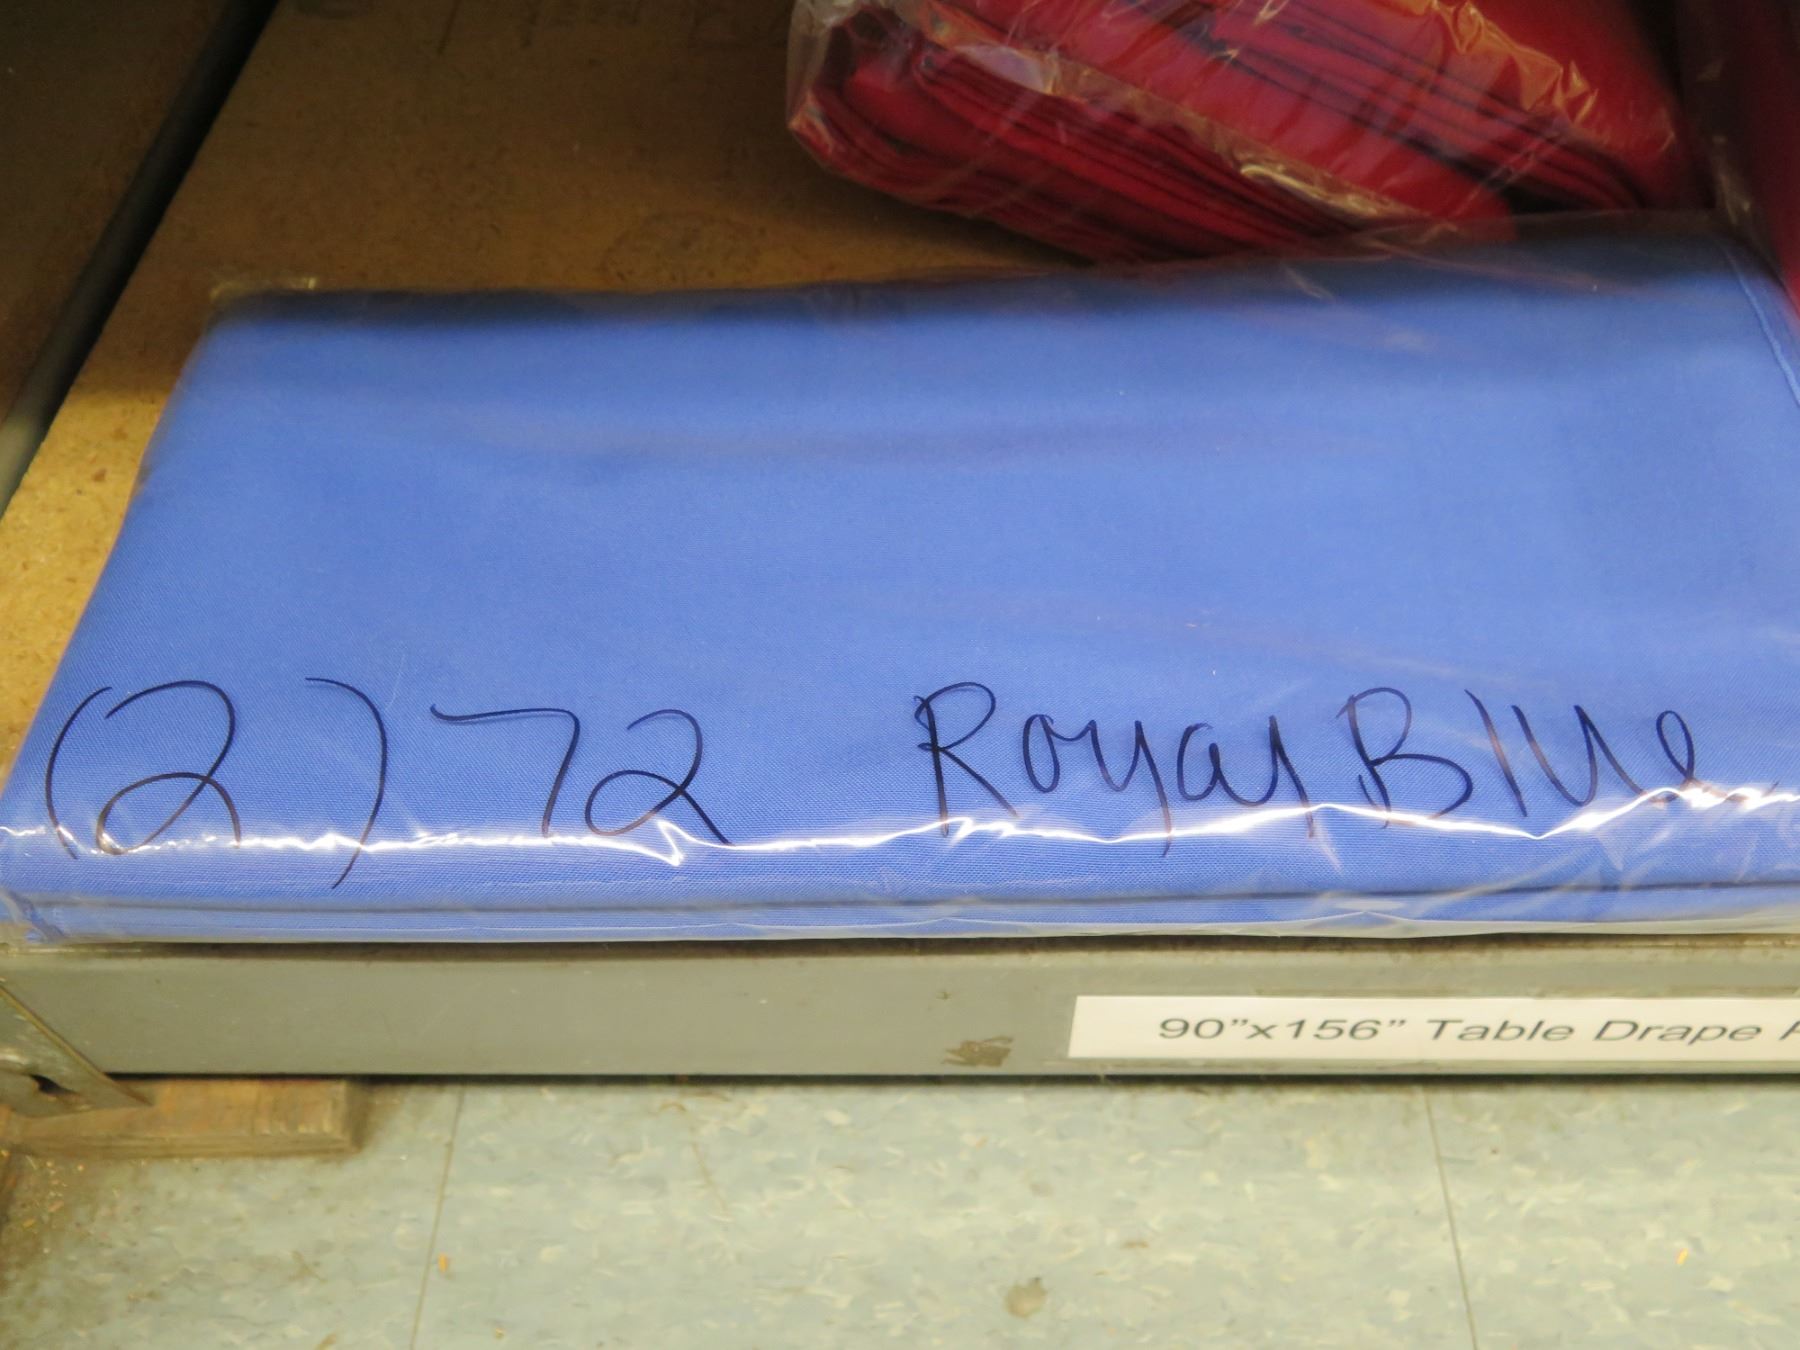 (2) 72 Royal Blue
90”x156” Table Drape